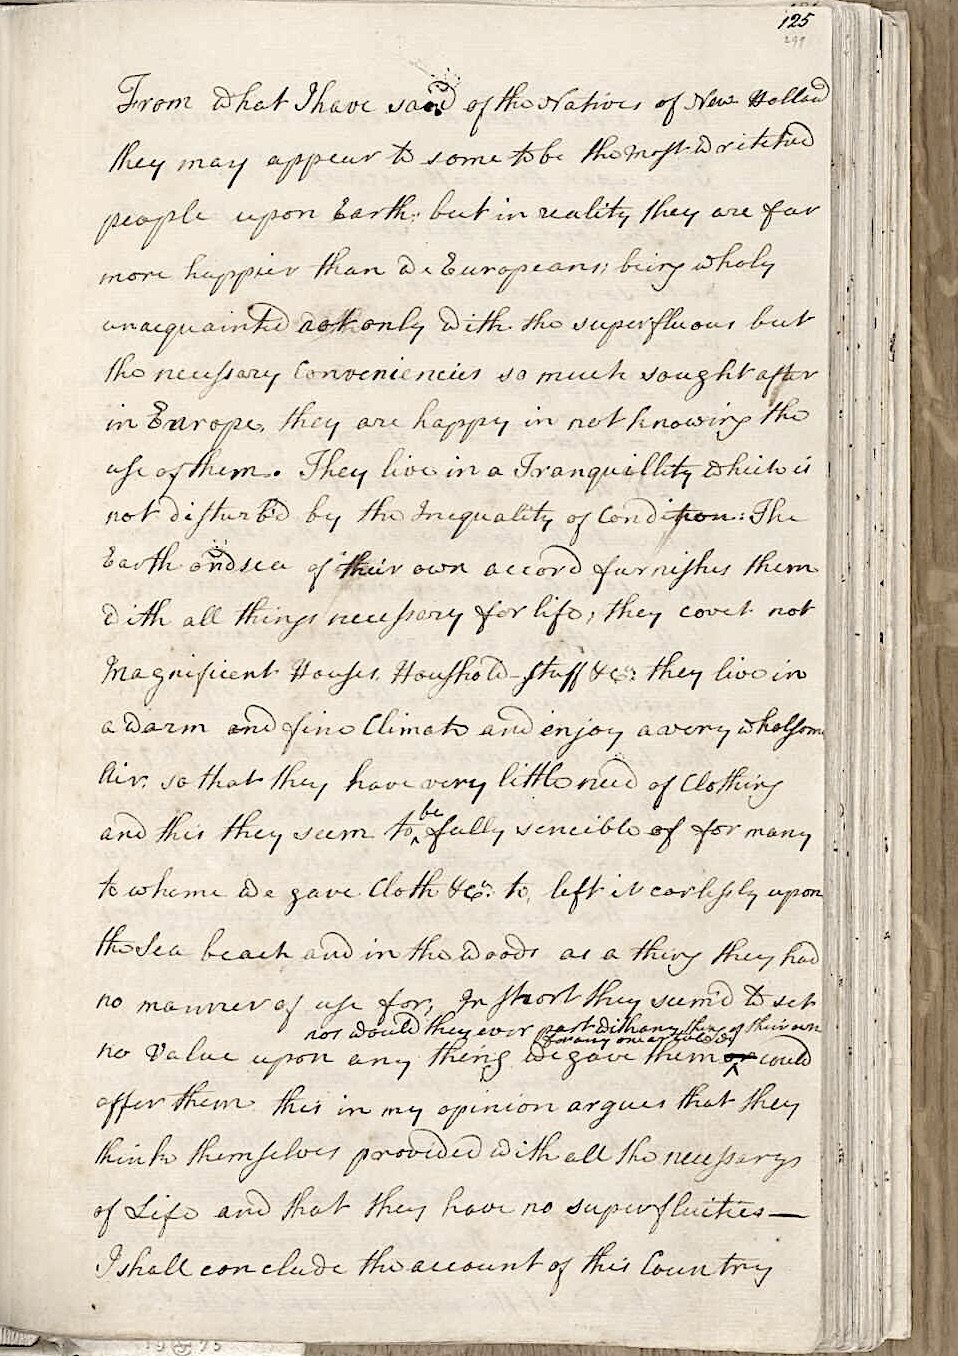 125
299
From what I have said of the Natives of New-Holland
they may appear to some to be the most writched
people upon Earth: but in reality they are far
more happier than we Europeans; being wholy
unacquainted not only with the superfluous but
the necessary Conveniencies so much sought after
in Europe, they are happy in not knowing the
use of them. They live in a Tranquillity which is
not disturb'd by the Inequality of Condition: The
Earth and sea of their own accord furnishes them
with all things necessary for life; they covet not
Magnificent Houses, Houshold-stuff &c: they live in
a warm and fine Climate and enjoy a very wholsome
Air: so that they have very little need of Clothing
and this they seem to
be
fully sencible of for many
to whome we gave Cloth &c: to, left it carlessly upon
the Sea beach and in the woods as a thing they had
no manner of use for; In short they seem'd to set
nor would they ever part with any thing of their own
for any one article we
no Value upon any thing we gave them or could
offer them this in my opinion argues that they
think themselves provided with all the necessarys
of Life and that they have no superfluities—
I shall conclude the account of this Country